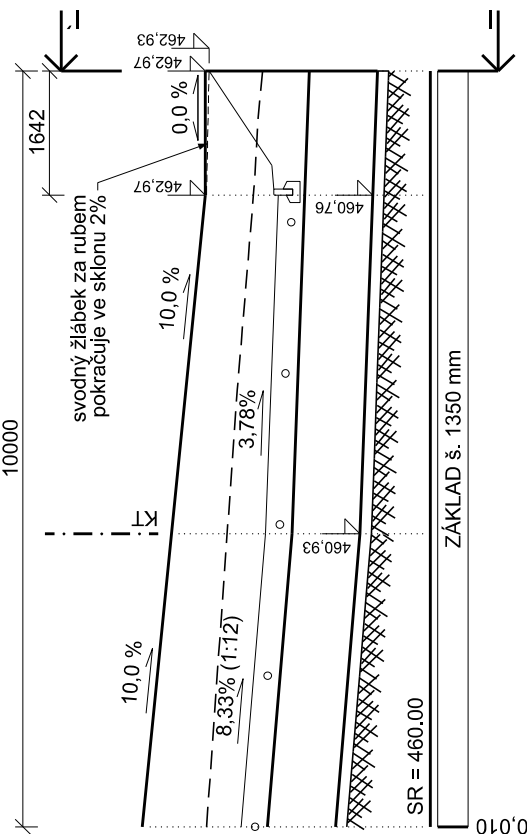 462,93
462,97
0,0 %
1642
462,97
460,76
svodný žlábek za rubem
pokračuje ve sklonu 2%
10,0 %
10000
3,78%
ZÁKLAD š. 1350 mm
KT
460,93
10,0 %
8,33% (1:12)
SR = 460.00
0,010